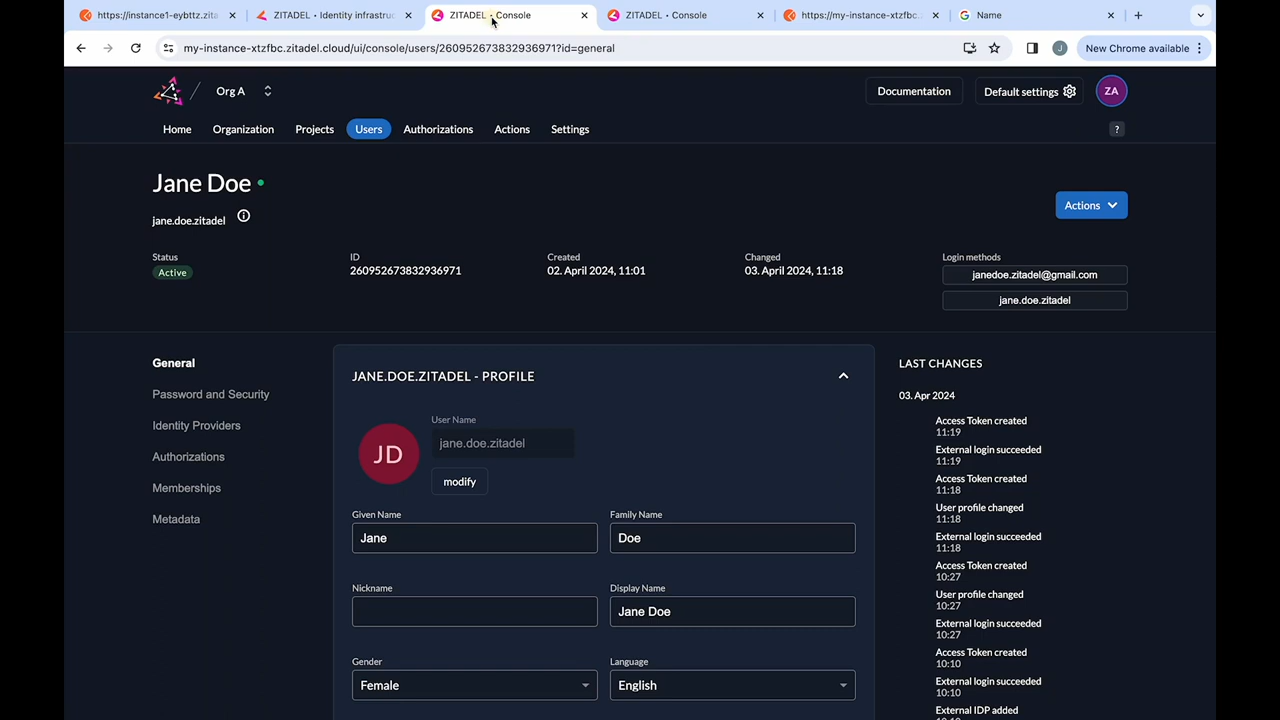 https://instance1-eybttz.zita
ZITADEL • Identity infrastruc
ZITADEL • Console
ZITADEL • Console
https://my-instance-xtzfbc.z
Name
my-instance-xtzfbc.zitadel.cloud/ui/console/users/260952673832936971?id=general
J
New Chrome available
Org A
Documentation
Default settings
ZA
Home
Organization
Projects
Users
Authorizations
Actions
Settings
?
Jane Doe
jane.doe.zitadel
Actions
Status
Active
ID
260952673832936971
Created
02. April 2024, 11:01
Changed
03. April 2024, 11:18
Login methods
janedoe.zitadel@gmail.com
jane.doe.zitadel
General
Password and Security
Identity Providers
Authorizations
Memberships
Metadata
JANE.DOE.ZITADEL - PROFILE
JD
User Name
jane.doe.zitadel
modify
Given Name
Jane
Family Name
Doe
Nickname
Display Name
Jane Doe
Gender
Female
Language
English
LAST CHANGES
03. Apr 2024
Access Token created
11:19
External login succeeded
11:19
Access Token created
11:18
User profile changed
11:18
External login succeeded
11:18
Access Token created
10:27
User profile changed
10:27
External login succeeded
10:27
Access Token created
10:10
External login succeeded
10:10
External IDP added